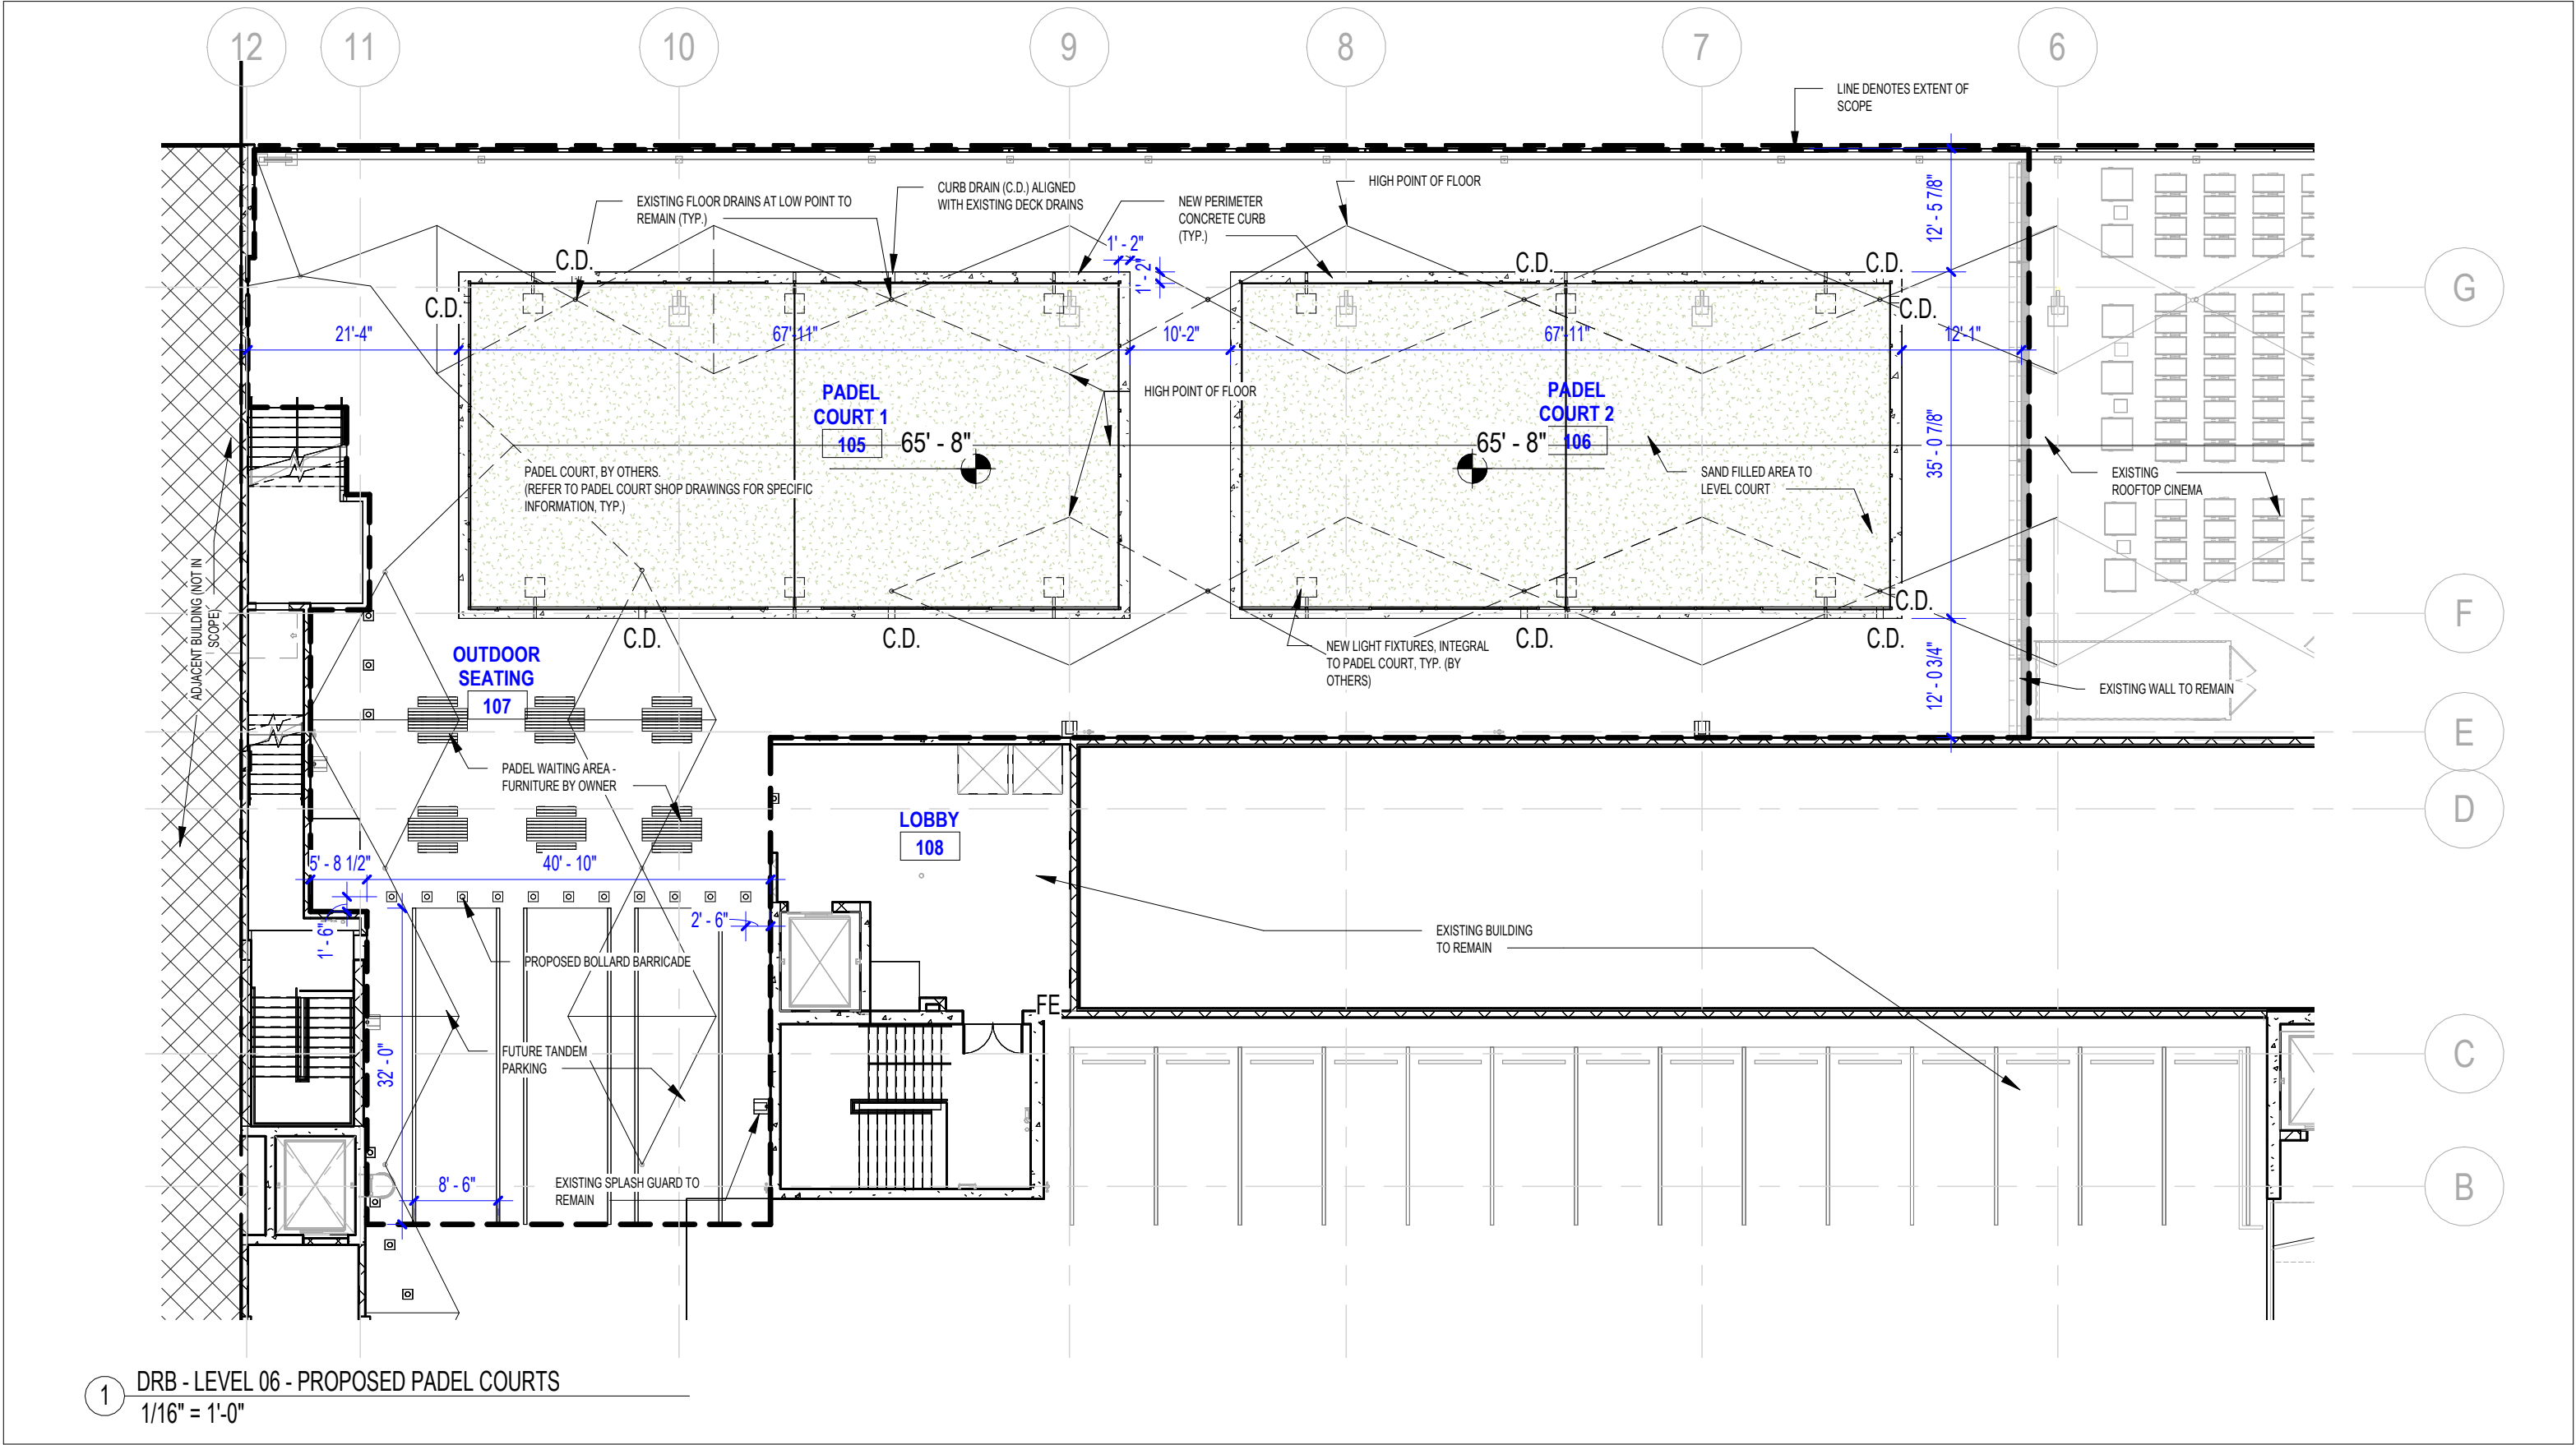 12
11
10
9
8
7
6
LINE DENOTES EXTENT OF
SCOPE
EXISTING FLOOR DRAINS AT LOW POINT TO
REMAIN (TYP.)
CURB DRAIN (C.D.) ALIGNED
WITH EXISTING DECK DRAINS
NEW PERIMETER
CONCRETE CURB
(TYP.)
HIGH POINT OF FLOOR
12' - 5 7/8"
1' - 2"
1' - 2"
C.D.
C.D.
C.D.
C.D.
C.D.
G
21'-4"
67'-11"
10'-2"
67'-11"
12'-1"
PADEL
COURT 1
105
65' - 8"
HIGH POINT OF FLOOR
PADEL
COURT 2
106
65' - 8"
35' - 0 7/8"
PADEL COURT, BY OTHERS.
(REFER TO PADEL COURT SHOP DRAWINGS FOR SPECIFIC
INFORMATION, TYP.)
SAND FILLED AREA TO
LEVEL COURT
EXISTING
ROOFTOP CINEMA
ADJACENT BUILDING (NOT IN
SCOPE)
F
C.D.
C.D.
C.D.
C.D.
C.D.
NEW LIGHT FIXTURES, INTEGRAL
TO PADEL COURT, TYP. (BY
OTHERS)
12' - 0 3/4"
EXISTING WALL TO REMAIN
OUTDOOR
SEATING
107
E
PADEL WAITING AREA -
FURNITURE BY OWNER
D
LOBBY
108
5' - 8 1/2"
40' - 10"
2' - 6"
1' - 6"
PROPOSED BOLLARD BARRICADE
EXISTING BUILDING
TO REMAIN
FE
32' - 0"
FUTURE TANDEM
PARKING
C
8' - 6"
EXISTING SPLASH GUARD TO
REMAIN
B
1
DRB - LEVEL 06 - PROPOSED PADEL COURTS
1/16" = 1'-0"